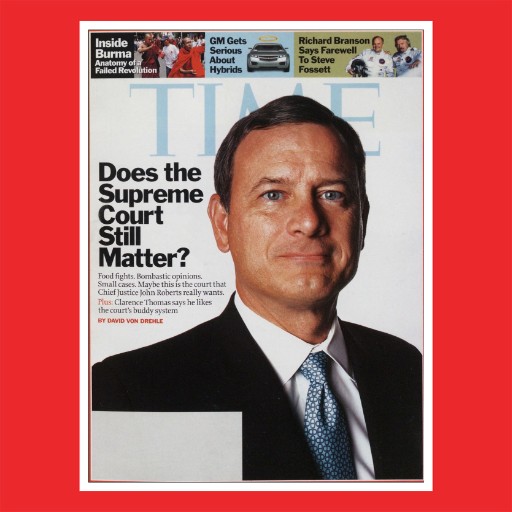 Inside
Burma
Anatomy of a
Failed Revolution
GM Gets
Serious
About
Hybrids
Richard Branson
Says Farewell
To Steve
Fossett
TIME
Does the
Supreme
Court
Still
Matter?
Food fights. Bombastic opinions.
Small cases. Maybe this is the court that
Chief Justice John Roberts really wants.
Plus: Clarence Thomas says he likes
the court's buddy system
BY DAVID VON DREHLE